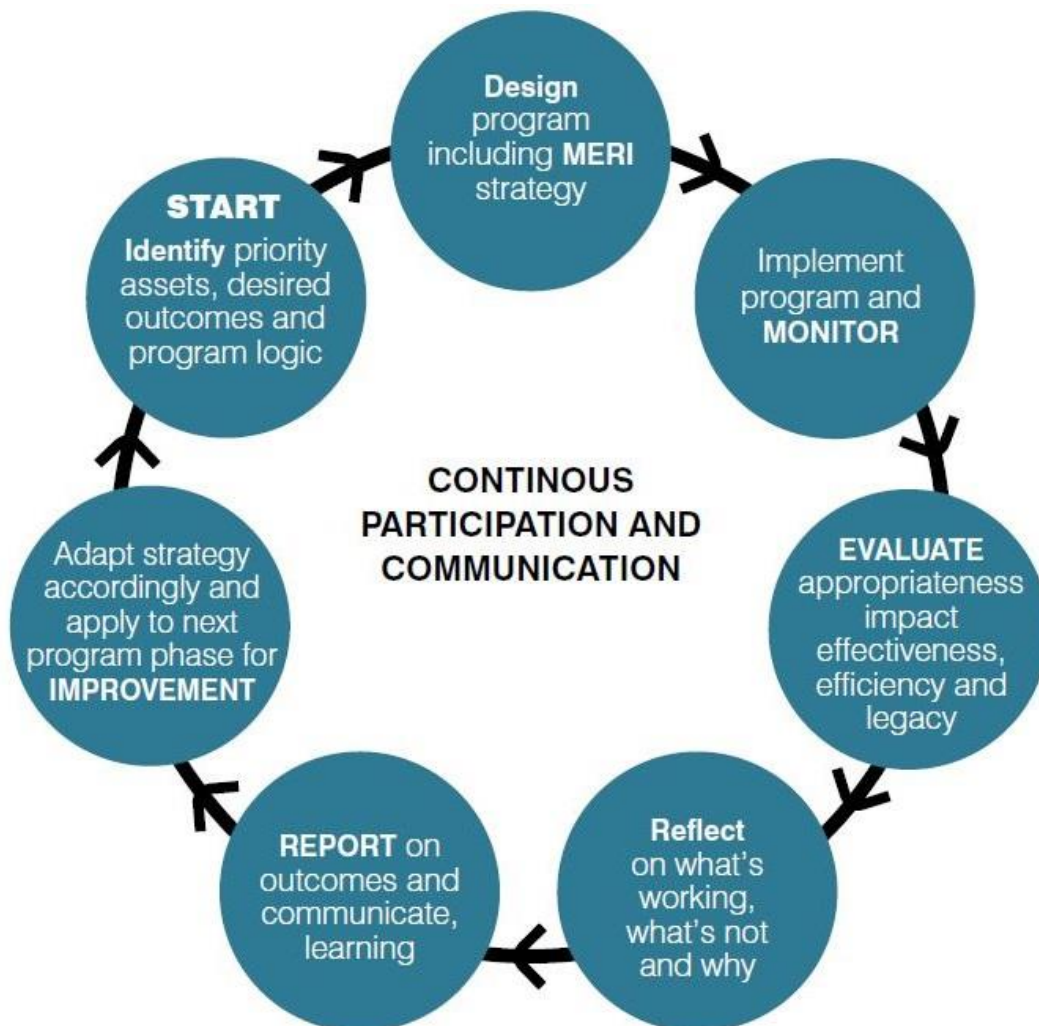 START
Identify priority
assets, desired
outcomes and
program logic
Design
program
including MERI
strategy
Implement
program and
MONITOR
EVALUATE
appropriateness
impact
effectiveness,
efficiency and
legacy
Reflect
on what's
working,
what's not
and why
REPORT on
outcomes and
communicate,
learning
Adapt strategy
accordingly and
apply to next
program phase for
IMPROVEMENT
CONTINOUS
PARTICIPATION AND
COMMUNICATION